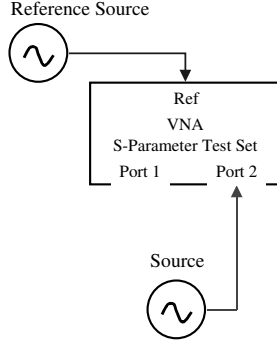 Reference Source
Ref
VNA
S-Parameter Test Set
Port 1 Port 2
Source